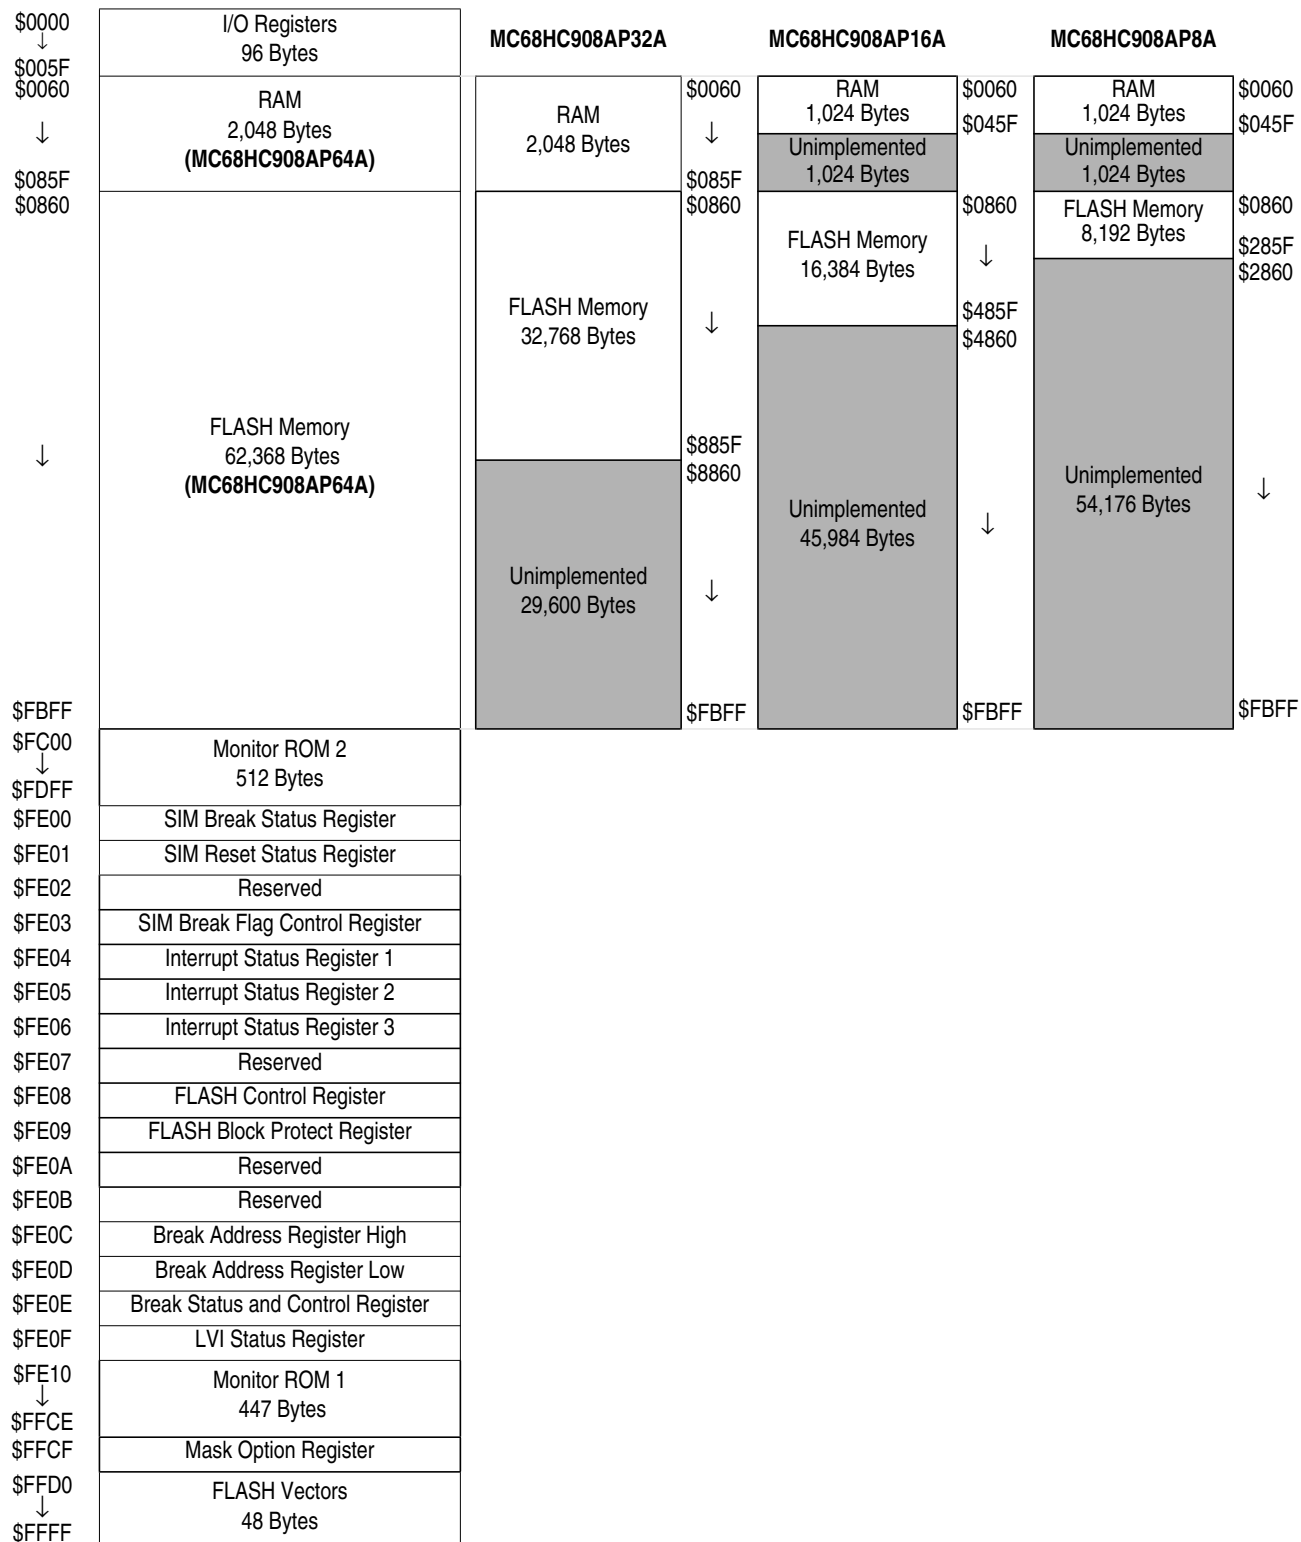 $0000
↓
$005F
I/O Registers
96 Bytes
MC68HC908AP32A
MC68HC908AP16A
MC68HC908AP8A
$0060
↓
$085F
RAM
2,048 Bytes
(MC68HC908AP64A)
RAM
2,048 Bytes
$0060
↓
$085F
RAM
1,024 Bytes
$0060
$045F
Unimplemented
1,024 Bytes
RAM
1,024 Bytes
$0060
$045F
Unimplemented
1,024 Bytes
$0860
↓
$FBFF
FLASH Memory
62,368 Bytes
(MC68HC908AP64A)
FLASH Memory
32,768 Bytes
$0860
↓
$885F
$8860
Unimplemented
29,600 Bytes
↓
$FBFF
FLASH Memory
16,384 Bytes
$0860
↓
$485F
$4860
Unimplemented
45,984 Bytes
↓
$FBFF
FLASH Memory
8,192 Bytes
$0860
$285F
$2860
Unimplemented
54,176 Bytes
↓
$FBFF
$FC00
↓
$FDFF
Monitor ROM 2
512 Bytes
$FE00 SIM Break Status Register
$FE01 SIM Reset Status Register
$FE02 Reserved
$FE03 SIM Break Flag Control Register
$FE04 Interrupt Status Register 1
$FE05 Interrupt Status Register 2
$FE06 Interrupt Status Register 3
$FE07 Reserved
$FE08 FLASH Control Register
$FE09 FLASH Block Protect Register
$FE0A Reserved
$FE0B Reserved
$FE0C Break Address Register High
$FE0D Break Address Register Low
$FE0E Break Status and Control Register
$FE0F LVI Status Register
$FE10
↓
$FFCE
Monitor ROM 1
447 Bytes
$FFCF Mask Option Register
$FFD0
↓
$FFFF
FLASH Vectors
48 Bytes